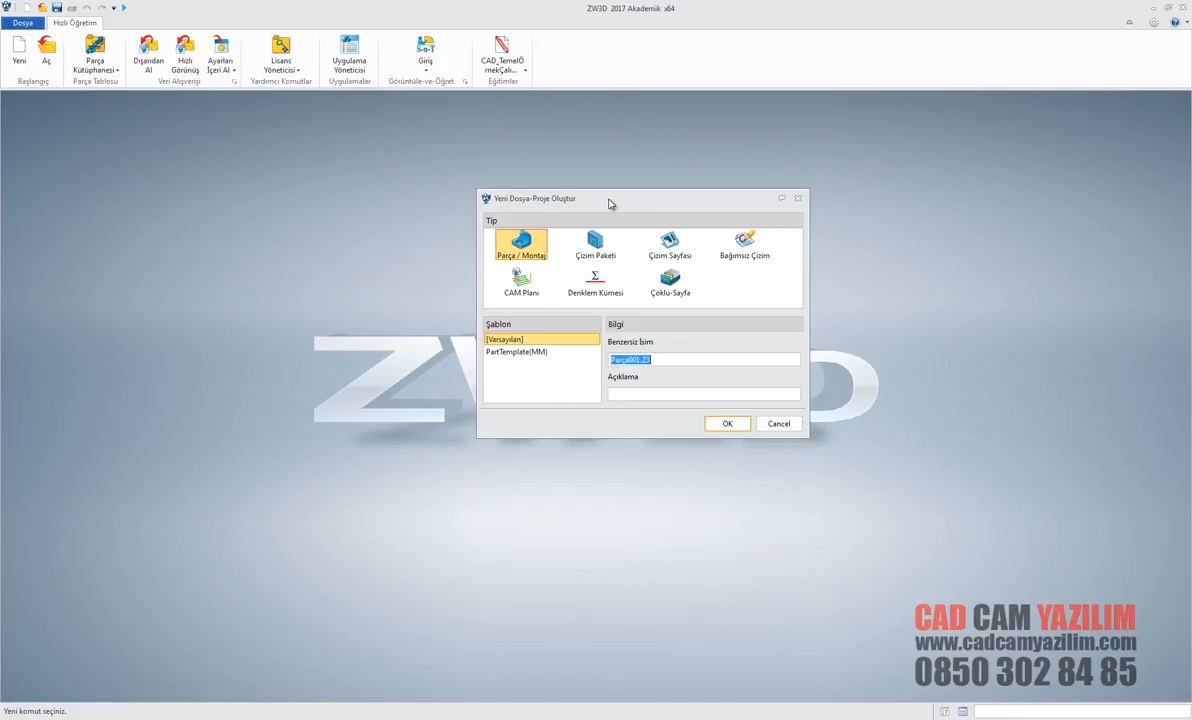 ZW3D 2017 Akademik x64
Dosya
Hızlı Öğretim
Yeni
Aç
Başlangıç
Parça
Kütüphanesi
Parça Tablosu
Dışarıdan
Al
Hızlı
Görünüş
Ayarları
İçeri Al
Veri Alışverişi
Lisans
Yöneticisi
Yardımcı Komutlar
Uygulama
Yöneticisi
Uygulamalar
Giriş
Görüntüle-ve-Öğret
CAD_TemelÖ
rnekÇalı...
Eğitimler
Yeni Dosya-Proje Oluştur
Tip
Parça / Montaj
Çizim Paketi
Çizim Sayfası
Bağımsız Çizim
CAM Planı
Denklem Kümesi
Çoklu-Sayfa
Şablon
[Varsayılan]
PartTemplate(MM)
Bilgi
Benzersiz İsim
Parça001.Z3
Açıklama
OK
Cancel
CAD CAM YAZILIM
www.cadcamyazilim.com
0850 302 84 85
Yeni komut seçiniz.